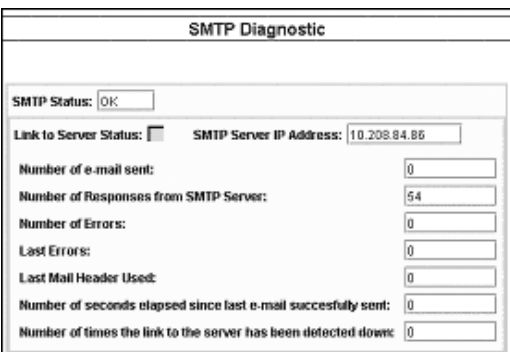 SMTP Diagnostic
SMTP Status: OK
Link to Server Status: SMTP Server IP Address: 10.208.84.86
Number of e-mail sent: 0
Number of Responses from SMTP Server: 54
Number of Errors: 0
Last Errors: 0
Last Mail Header Used: 0
Number of seconds elapsed since last e-mail succesfully sent: 0
Number of times the link to the server has been detected down: 0